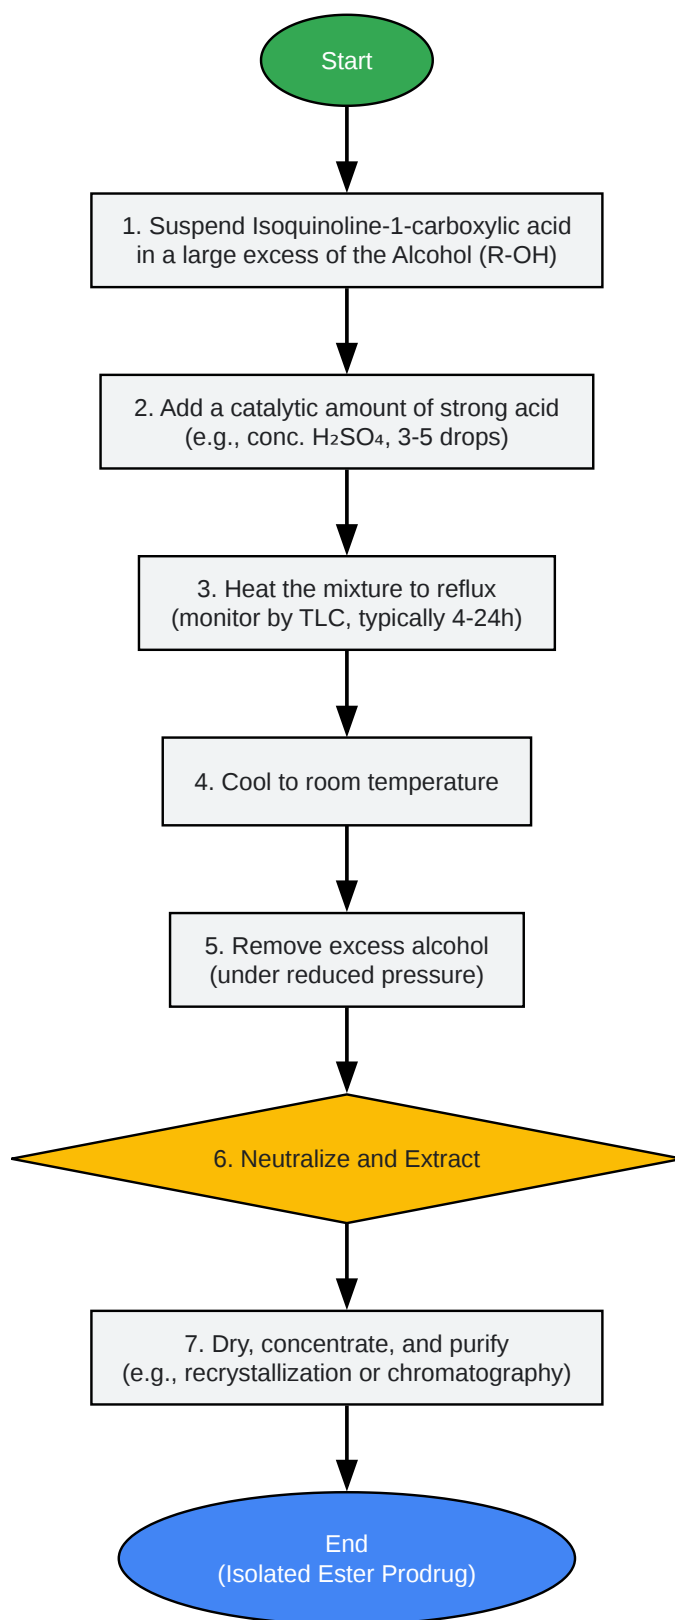 Start
1. Suspend Isoquinoline-1-carboxylic acid
in a large excess of the Alcohol (R-OH)
2. Add a catalytic amount of strong acid
(e.g., conc. H₂SO₄, 3-5 drops)
3. Heat the mixture to reflux
(monitor by TLC, typically 4-24h)
4. Cool to room temperature
5. Remove excess alcohol
(under reduced pressure)
6. Neutralize and Extract
7. Dry, concentrate, and purify
(e.g., recrystallization or chromatography)
End
(Isolated Ester Prodrug)